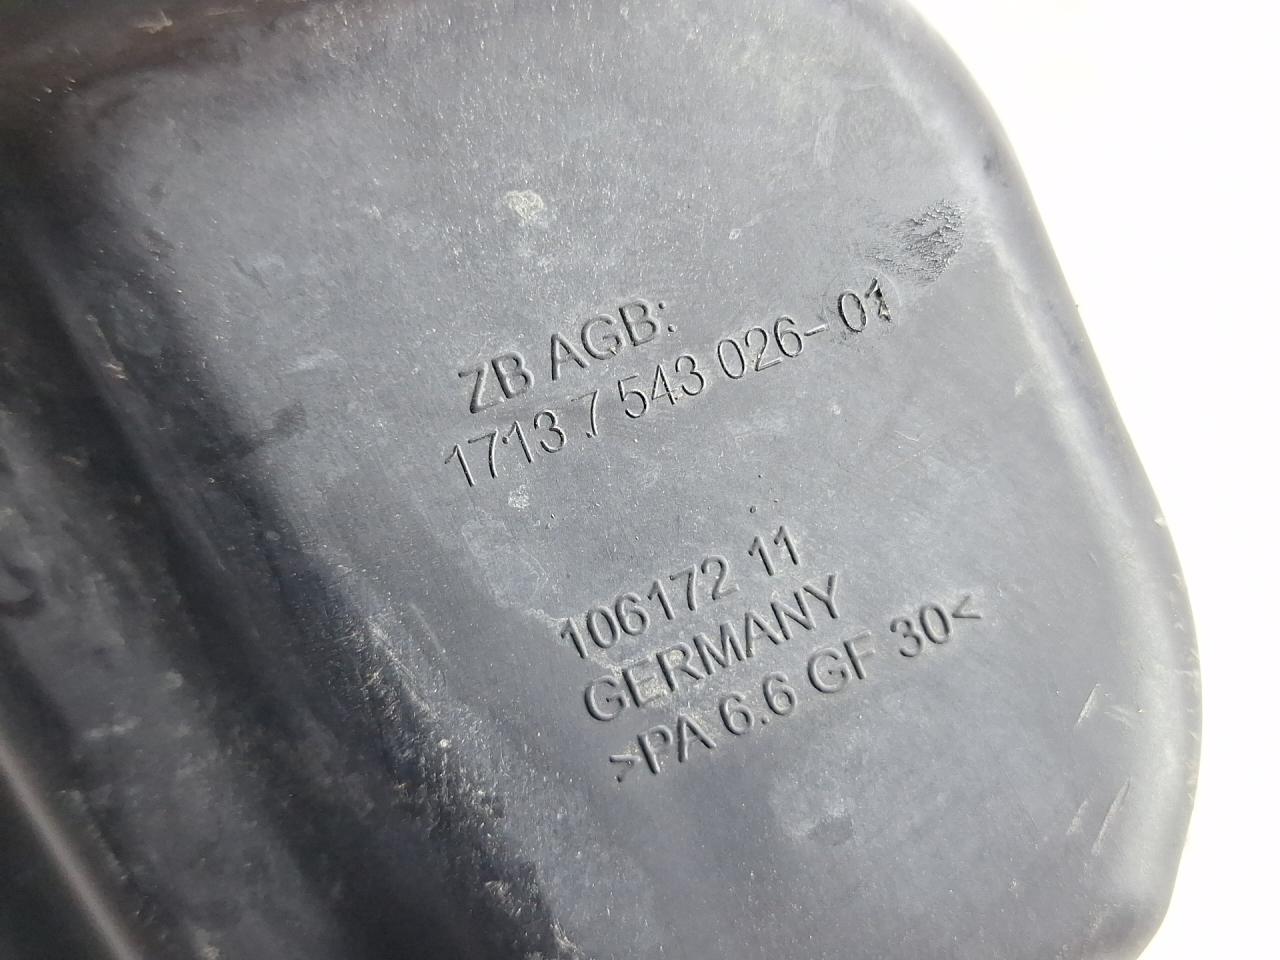 ZB AGB:
1713 7 543 026-01
106172 11
GERMANY
>PA 6.6 GF 30<